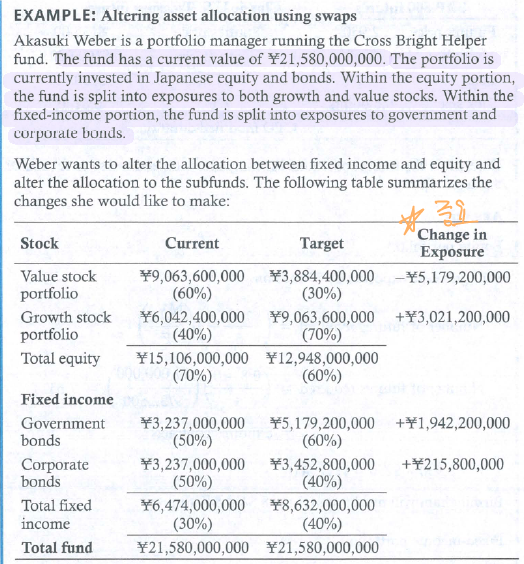 EXAMPLE: Altering asset allocation using swaps
Akasuki Weber is a portfolio manager running the Cross Bright Helper
fund. The fund has a current value of ¥21,580,000,000. The portfolio is
currently invested in Japanese equity and bonds. Within the equity portion,
the fund is split into exposures to both growth and value stocks. Within the
fixed-income portion, the fund is split into exposures to government and
corporate bonds.
Weber wants to alter the allocation between fixed income and equity and
alter the allocation to the subfunds. The following table summarizes the
changes she would like to make:
중요
Stock Current Target Change in Exposure
Value stock portfolio ¥9,063,600,000 (60%) ¥3,884,400,000 (30%) −¥5,179,200,000
Growth stock portfolio ¥6,042,400,000 (40%) ¥9,063,600,000 (70%) +¥3,021,200,000
Total equity ¥15,106,000,000 (70%) ¥12,948,000,000 (60%)
Fixed income
Government bonds ¥3,237,000,000 (50%) ¥5,179,200,000 (60%) +¥1,942,200,000
Corporate bonds ¥3,237,000,000 (50%) ¥3,452,800,000 (40%) +¥215,800,000
Total fixed income ¥6,474,000,000 (30%) ¥8,632,000,000 (40%)
Total fund ¥21,580,000,000 ¥21,580,000,000